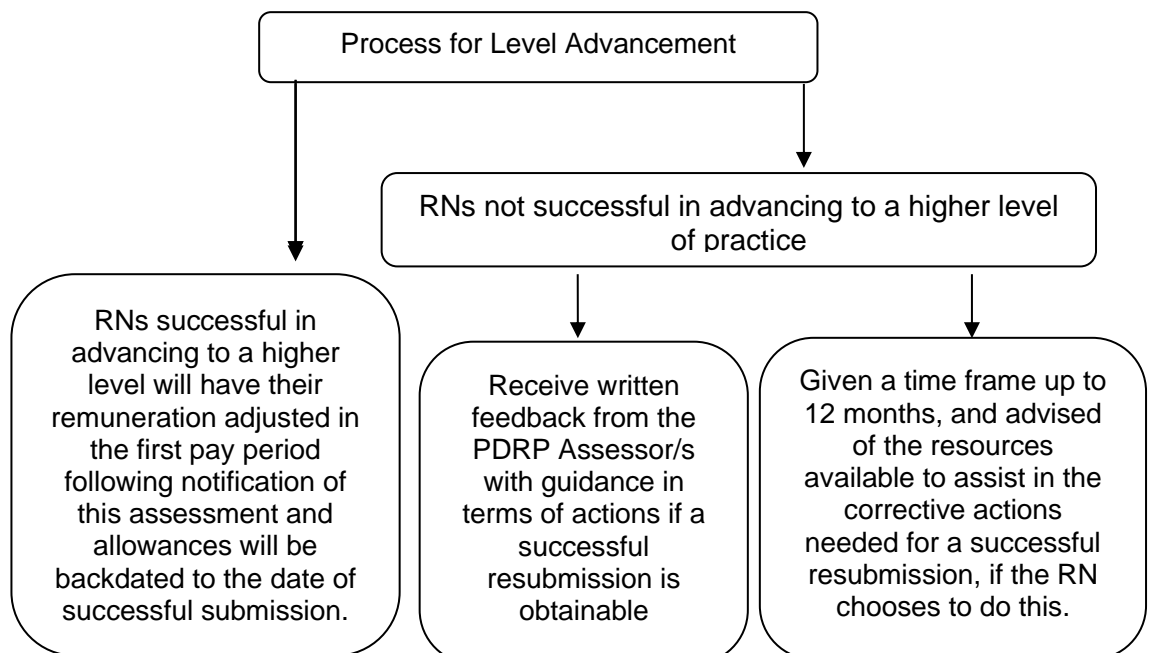 Process for Level Advancement
RNs not successful in advancing to a higher level
of practice
RNs successful in
advancing to a higher
level will have their
remuneration adjusted in
the first pay period
following notification of
this assessment and
allowances will be
backdated to the date of
successful submission.
Receive written
feedback from the
PDRP Assessor/s
with guidance in
terms of actions if a
successful
resubmission is
obtainable
Given a time frame up to
12 months, and advised
of the resources
available to assist in the
corrective actions
needed for a successful
resubmission, if the RN
chooses to do this.